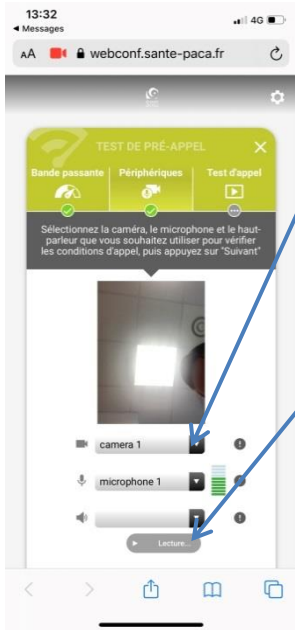 13:32
4G
◀ Messages
AA webconf.sante-paca.fr
TEST DE PRÉ-APPEL
Bande passante Périphériques Test d'appel
Sélectionnez la caméra, le microphone et le haut-
parleur que vous souhaitez utiliser pour vérifier
les conditions d'appel, puis appuyez sur "Suivant"
camera 1
microphone 1
Lecture...